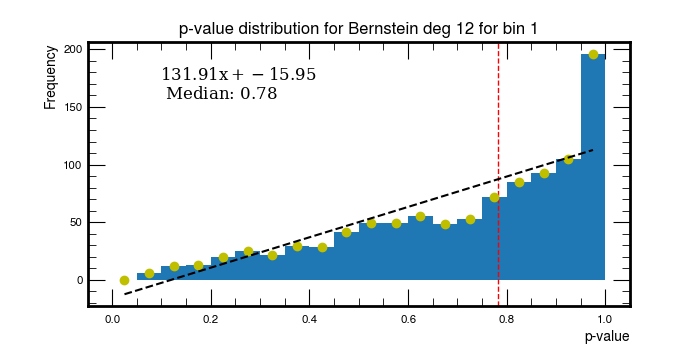 p-value distribution for Bernstein deg 12 for bin 1
Frequency
200
150
100
50
0
131.91x + −15.95
Median: 0.78
0.0 0.2 0.4 0.6 0.8 1.0
p-value